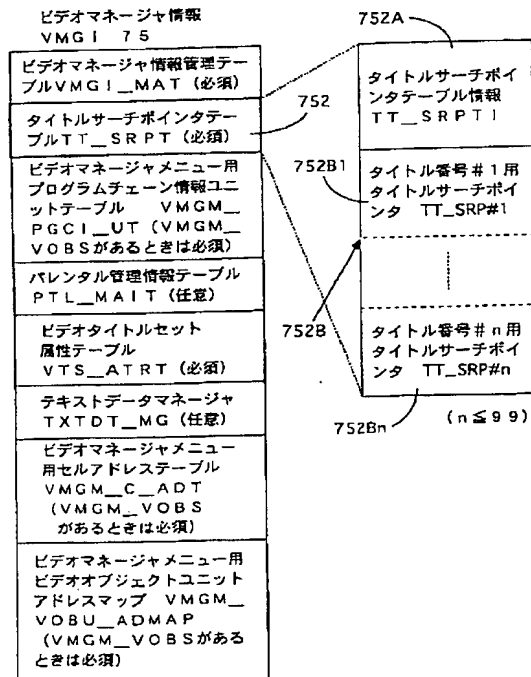 ビデオマネージャ情報
VMGI 75
ビデオマネージャ情報管理テー
ブルVMGI__MAT(必須)
タイトルサーチポインタテー
ブルTT_SRPT(必須)
ビデオマネージャメニュー用
プログラムチェーン情報ユニ
ットテーブル VMGM__
PGCI_UT(VMGM_
VOBSがあるときは必須)
パレンタル管理情報テーブル
PTL_MAIT(任意)
ビデオタイトルセット
属性テーブル
VTS_ATRT(必須)
テキストデータマネージャ
TXTDT_MG(任意)
ビデオマネージャメニュー
用セルアドレステーブル
VMGM__C_ADT
(VMGM_VOBS
があるときは必須)
ビデオマネージャメニュー用
ビデオオブジェクトユニット
アドレスマップ VMGM__
VOBU__ADMAP
(VMGM_VOBSがある
ときは必須)
752
752A
タイトルサーチポイ
ンタテーブル情報
TT_SRPTI
752B1
タイトル番号#1用
タイトルサーチポイ
ンタ TT_SRP#1
752B
タイトル番号#n用
タイトルサーチポイ
ンタ TT_SRP#n
752Bn
(n≦99)